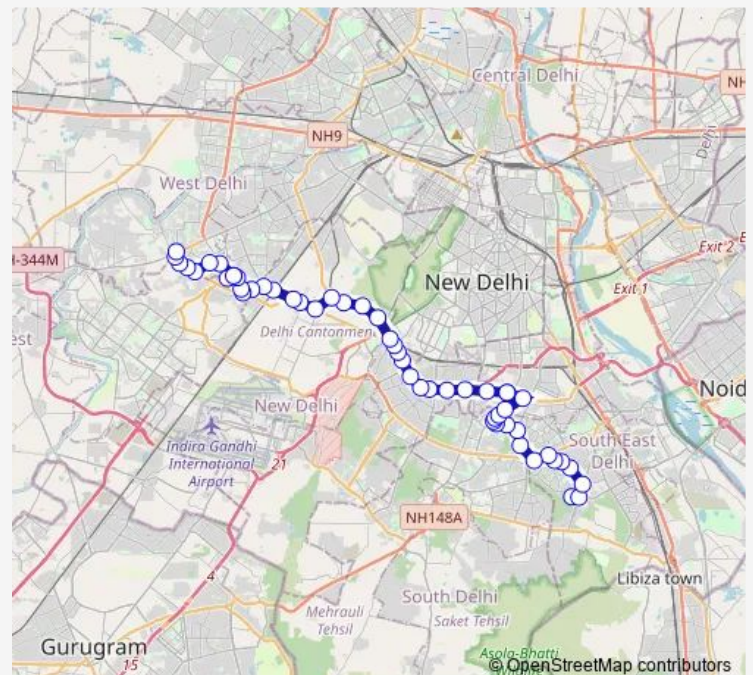 Central Delhi
NH
NH9
Delhi
West Delhi
Exit 2
H-344M
New Delhi
Exit 1
est
Delhi Cantonmen
Noid
New Delhi
Indira Gandhi
International
Airport
21
South East
Delhi
NH148A
4
Libiza town
South Delhi
Mehrauli
Tehsil
Saket Tehsil
Gurugram
15
Asola-Bhatti
© OpenStreetMap contributors